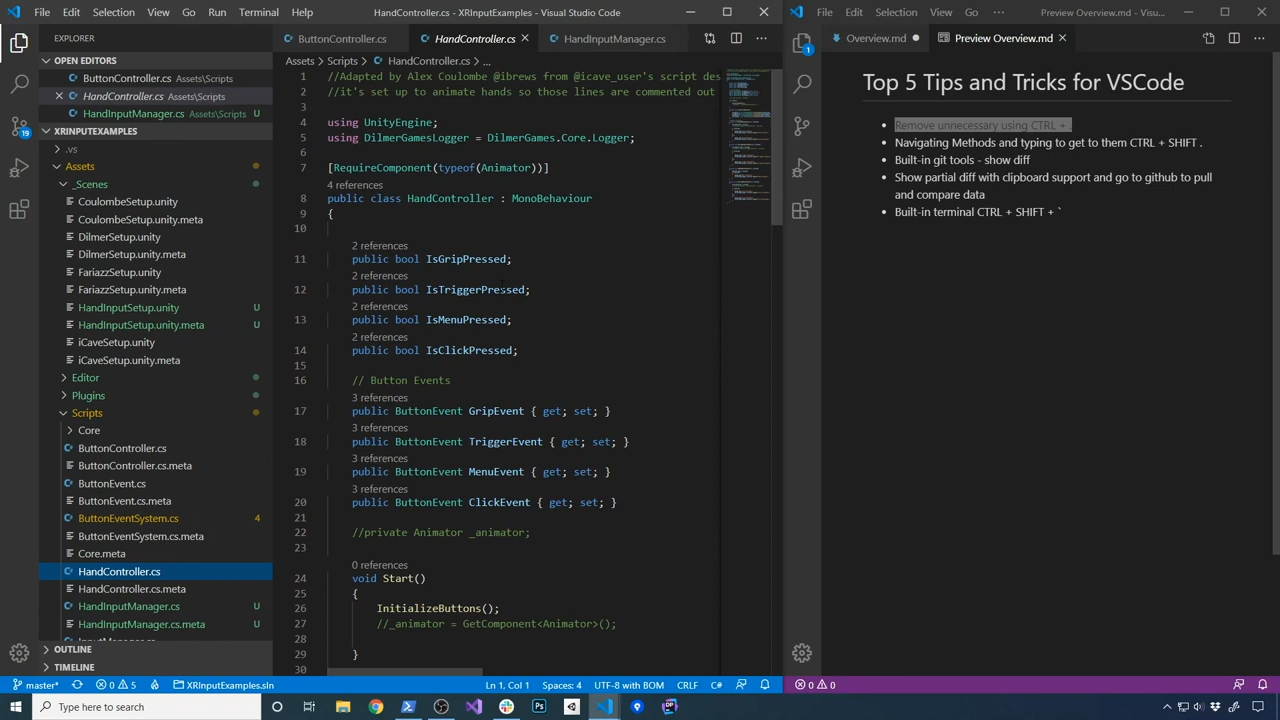 File Edit Selection View Go Run Terminal Help HandController.cs - XRInputExamples - Visual Studio Code
EXPLORER
OPEN EDITORS
ButtonController.cs Assets\Scripts
HandController.cs Assets\Scripts
HandInputManager.cs Assets\Scripts U
vs
Assets
_Scenes
CoulombeSetup.unity
CoulombeSetup.unity.meta
DilmerSetup.unity
DilmerSetup.unity.meta
FariazzSetup.unity
FariazzSetup.unity.meta
HandInputSetup.unity U
HandInputSetup.unity.meta U
iCaveSetup.unity
iCaveSetup.unity.meta
Editor
Plugins
Scripts
Core
ButtonController.cs
ButtonController.cs.meta
ButtonEvent.cs
ButtonEvent.cs.meta
ButtonEventSystem.cs 4
ButtonEventSystem.cs.meta
Core.meta
HandController.cs
HandController.cs.meta
HandInputManager.cs U
HandInputManager.cs.meta U
OUTLINE
TIMELINE
19
ButtonController.cs HandController.cs HandInputManager.cs
Assets Scripts HandController.cs
1 //Adapted by Alex Coulombe @ibrews from @icave_user's script des
2 //it's set up to animate hands so those lines are commented out
3
4 using UnityEngine;
5 using DilmerGamesLogger = DilmerGames.Core.Logger;
6
[RequireComponent(typeof(Animator))]
references
8 public class HandController : MonoBehaviour
9 {
10
2 references
11 public bool IsGripPressed;
2 references
12 public bool IsTriggerPressed;
2 references
13 public bool IsMenuPressed;
2 references
14 public bool IsClickPressed;
15
16 // Button Events
3 references
17 public ButtonEvent GripEvent { get; set; }
3 references
18 public ButtonEvent TriggerEvent { get; set; }
3 references
19 public ButtonEvent MenuEvent { get; set; }
3 references
20 public ButtonEvent ClickEvent { get; set; }
21
22 //private Animator _animator;
23
0 references
24 void Start()
25 {
26 InitializeButtons();
27 //_animator = GetComponent<Animator>();
28
29 }
30
master* 0 5 XRInputExamples.sln Ln 1, Col 1 Spaces: 4 UTF-8 with BOM CRLF C#
File Edit Selection View Go ··· Preview Overview.md - Visu...
1
Overview.md Preview Overview.md
Top 5 Tips and Tricks for VSCode
Remove unnecessary using CTRL + .
Navigating Methods and typing to get to them CTRL + SHIFT .
Built-in git tools - show diff
Show partial diff with clipboard support and go to github to pull
and compare data
Built-in terminal CTRL + SHIFT + `
0 0
Type here to search